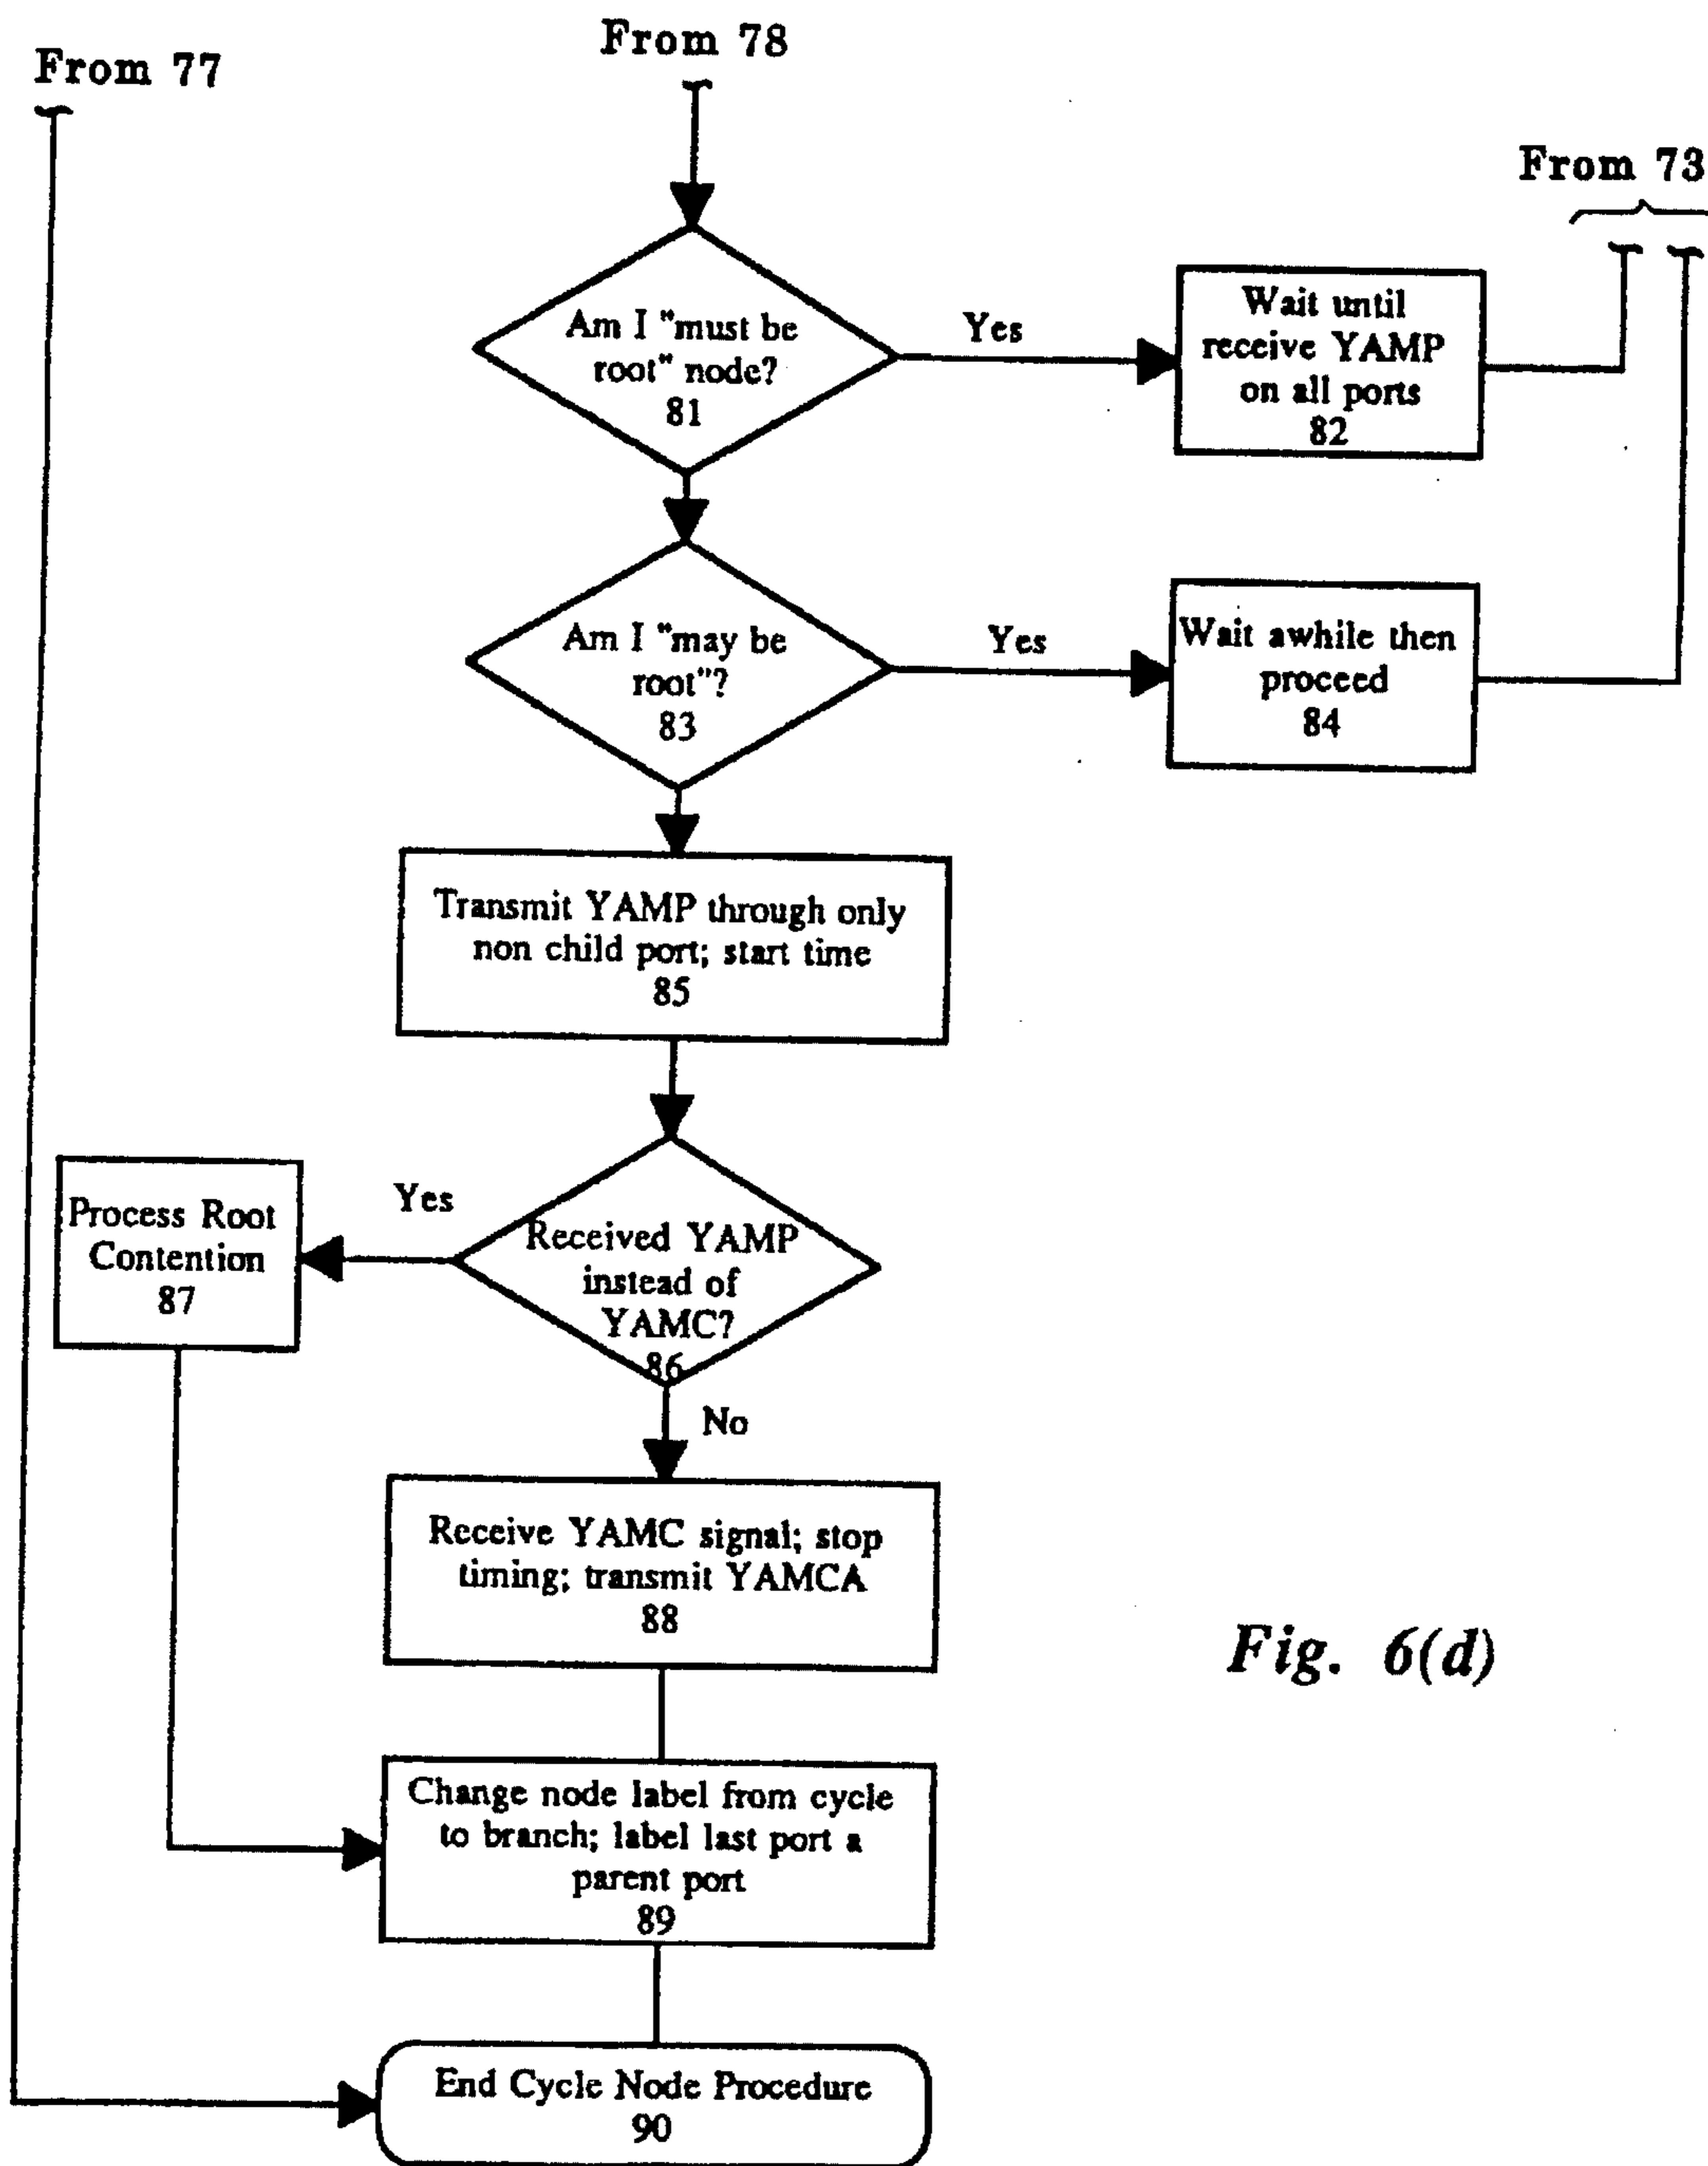 From 77
From 78
From 73
Am I "must be
root" node?
81
Yes
Wait until
receive YAMP
on all ports
82
Am I "may be
root"?
83
Yes
Wait awhile then
proceed
84
Transmit YAMP through only
non child port; start time
85
Process Root
Contention
87
Yes
Received YAMP
instead of
YAMC?
86
No
Receive YAMC signal; stop
timing; transmit YAMCA
88
Fig. 6(d)
Change node label from cycle
to branch; label last port a
parent port
89
End Cycle Node Procedure
90